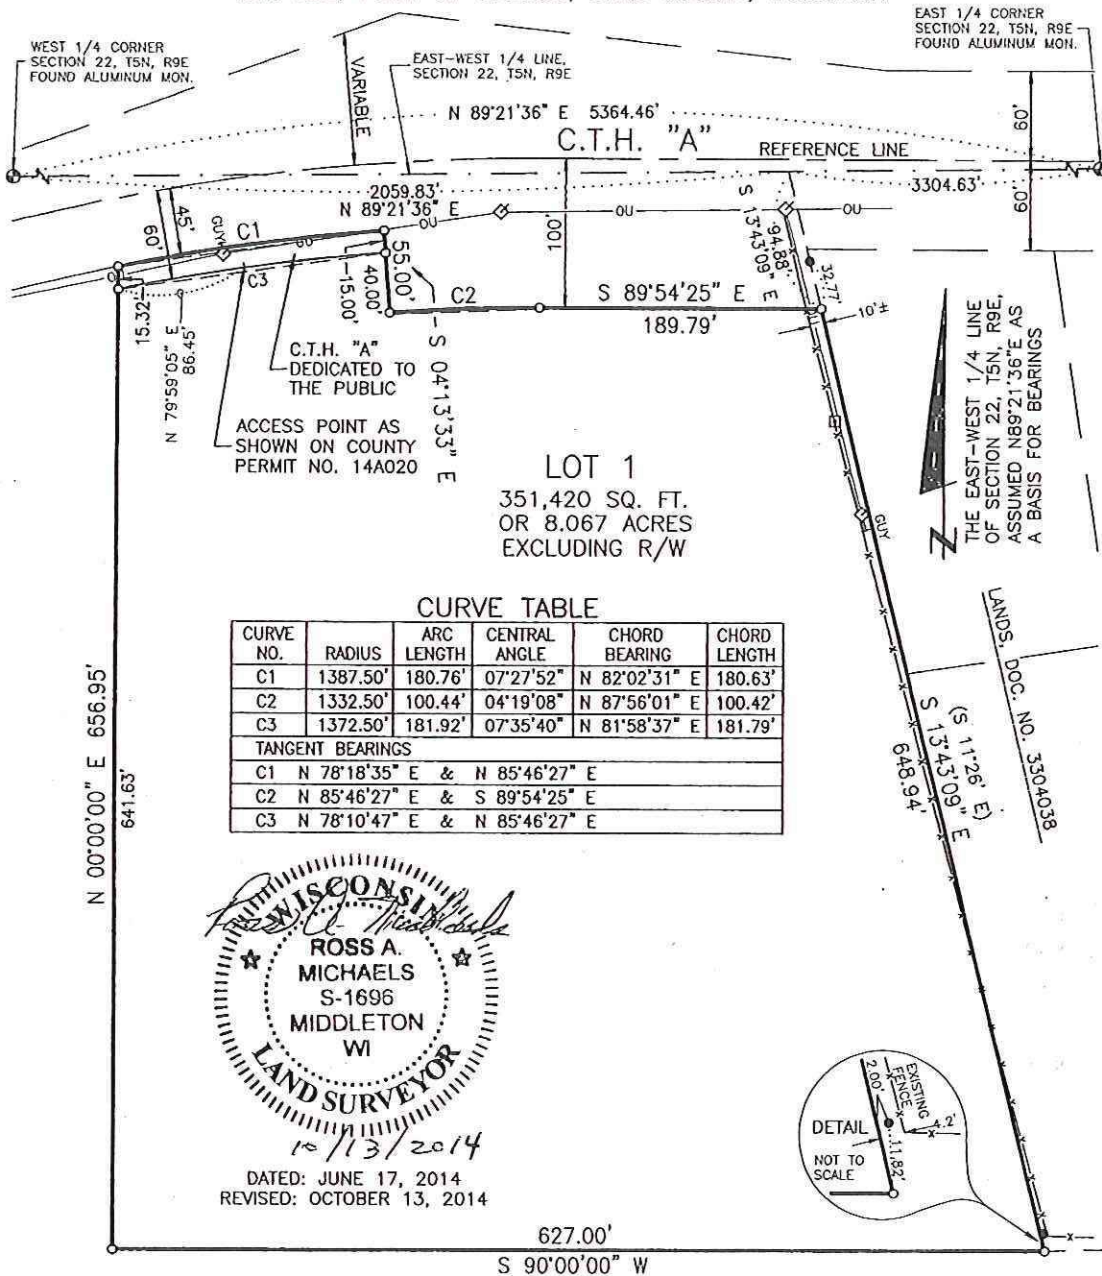 WEST 1/4 CORNER
SECTION 22, T5N, R9E
FOUND ALUMINUM MON.
EAST-WEST 1/4 LINE,
SECTION 22, T5N, R9E
EAST 1/4 CORNER
SECTION 22, T5N, R9E
FOUND ALUMINUM MON.
VARIABLE
N 89°21'36" E 5364.46'
C.T.H. "A"
REFERENCE LINE
60'
60'
2059.83'
N 89°21'36" E
3304.63'
45'
60'
GUY
C1
OU
OU
OU
100'
S 13°43'09" E
94.88'
32.77'
C3
55.00'
40.00'
15.00'
C2
S 89°54'25" E
189.79'
10'±
OU
15.32'
N 79°59'05" E
86.45'
C.T.H. "A"
DEDICATED TO
THE PUBLIC
S 04°13'33" E
ACCESS POINT AS
SHOWN ON COUNTY
PERMIT NO. 14A020
LOT 1
351,420 SQ. FT.
OR 8.067 ACRES
EXCLUDING R/W
GUY
N
THE EAST-WEST 1/4 LINE
OF SECTION 22, T5N, R9E,
ASSUMED N89°21'36"E AS
A BASIS FOR BEARINGS
CURVE TABLE
CURVE NO. RADIUS ARC LENGTH CENTRAL ANGLE CHORD BEARING CHORD LENGTH
C1 1387.50' 180.76' 07°27'52" N 82°02'31" E 180.63'
C2 1332.50' 100.44' 04°19'08" N 87°56'01" E 100.42'
C3 1372.50' 181.92' 07°35'40" N 81°58'37" E 181.79'
TANGENT BEARINGS
C1 N 78°18'35" E & N 85°46'27" E
C2 N 85°46'27" E & S 89°54'25" E
C3 N 78°10'47" E & N 85°46'27" E
LANDS, DOC. NO. 3304038
(S 11°26' E)
S 13°43'09" E
648.94'
N 00°00'00" E 656.95'
641.63'
WISCONSIN
ROSS A.
MICHAELS
S-1696
MIDDLETON
WI
LAND SURVEYOR
10/13/2014
DATED: JUNE 17, 2014
REVISED: OCTOBER 13, 2014
2.00'
EXISTING
FENCE
4.2'
DETAIL
11.82'
NOT TO
SCALE
627.00'
S 90°00'00" W